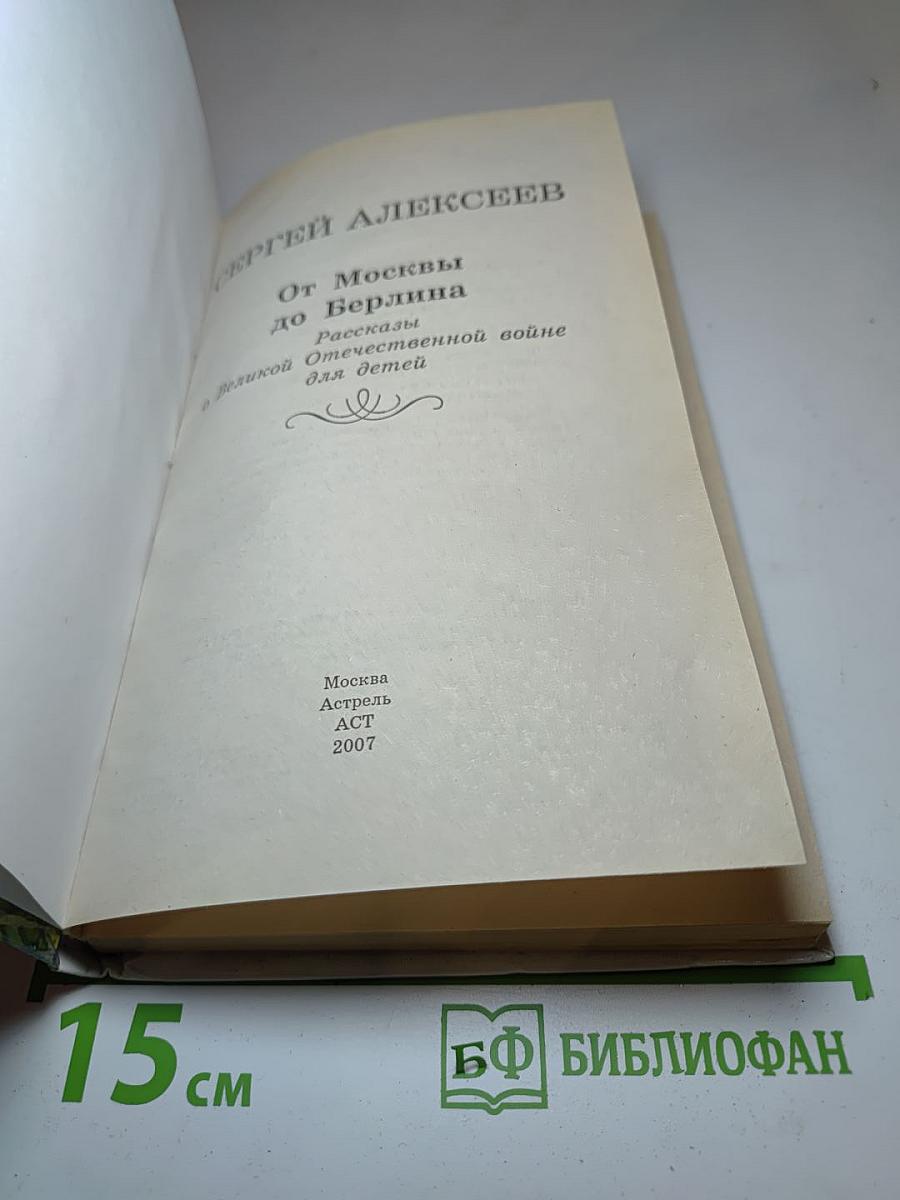 СЕРГЕЙ АЛЕКСЕЕВ
От Москвы
до Берлина
Рассказы
о Великой Отечественной войне
для детей
Москва
Астрель
АСТ
2007
15 см
БФ БИБЛИОФАН